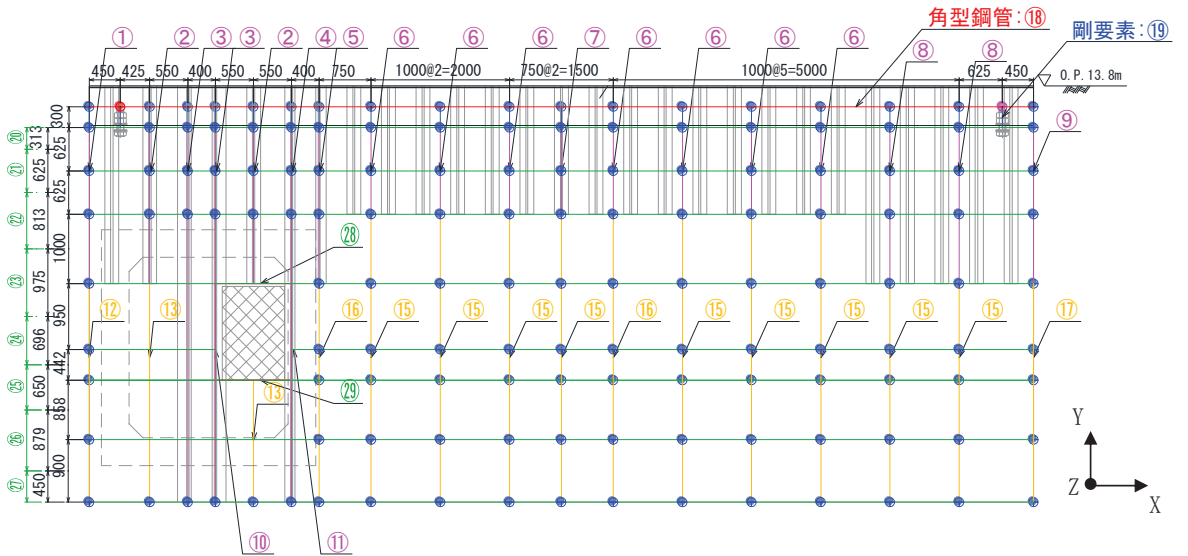 角型鋼管:⑱
剛要素:⑲
① ② ③ ③ ② ④ ⑤ ⑥ ⑥ ⑥ ⑦ ⑥ ⑥ ⑥ ⑥ ⑧ ⑧
450 425 550 400 550 550 400 750 1000@2=2000 750@2=1500 1000@5=5000 625 450
O.P.13.8m
⑨
300
⑳ 313 625
㉑ 625 625
㉒ 813 1000
㉓ 975 950
㉔ 696 442
㉕ 650 858
㉖ 879 900
㉗ 450
㉘
⑫ ⑬ ⑯ ⑮ ⑮ ⑮ ⑮ ⑯ ⑮ ⑮ ⑮ ⑮ ⑮ ⑰
⑬ ㉙
⑩ ⑪
Y
Z
X